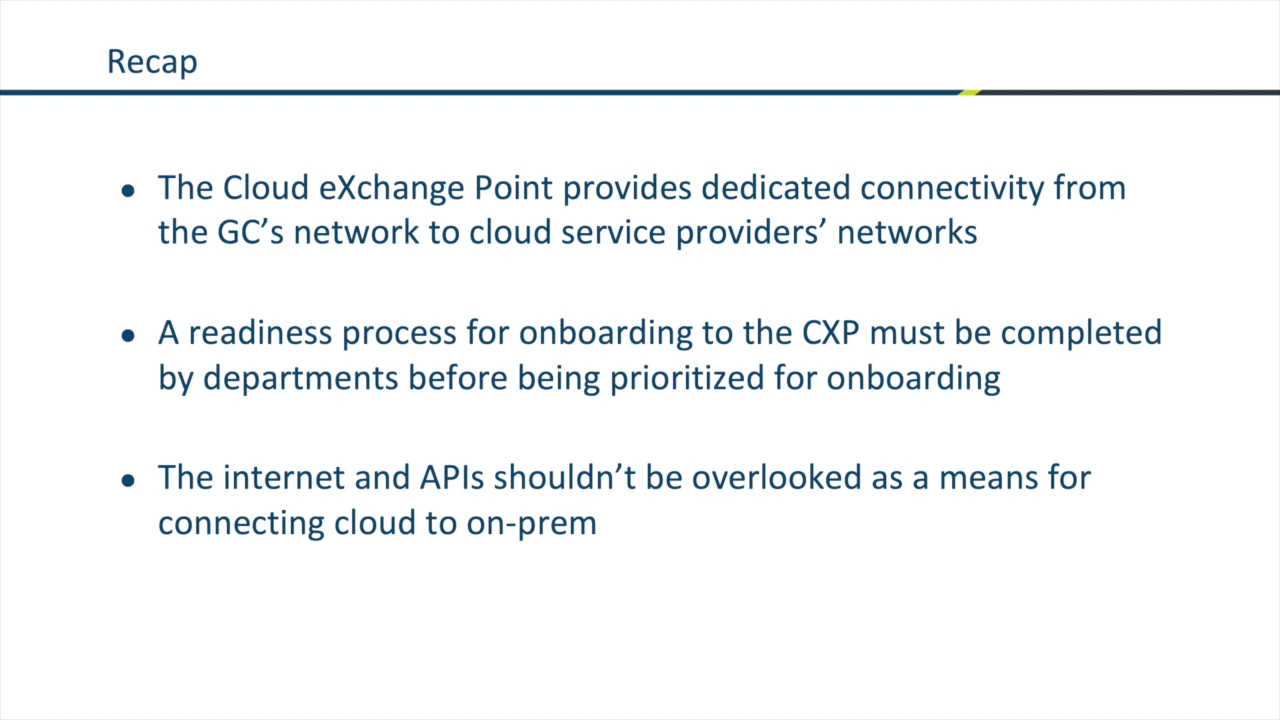 Recap
• The Cloud eXchange Point provides dedicated connectivity from
the GC’s network to cloud service providers’ networks
• A readiness process for onboarding to the CXP must be completed
by departments before being prioritized for onboarding
• The internet and APIs shouldn’t be overlooked as a means for
connecting cloud to on-prem